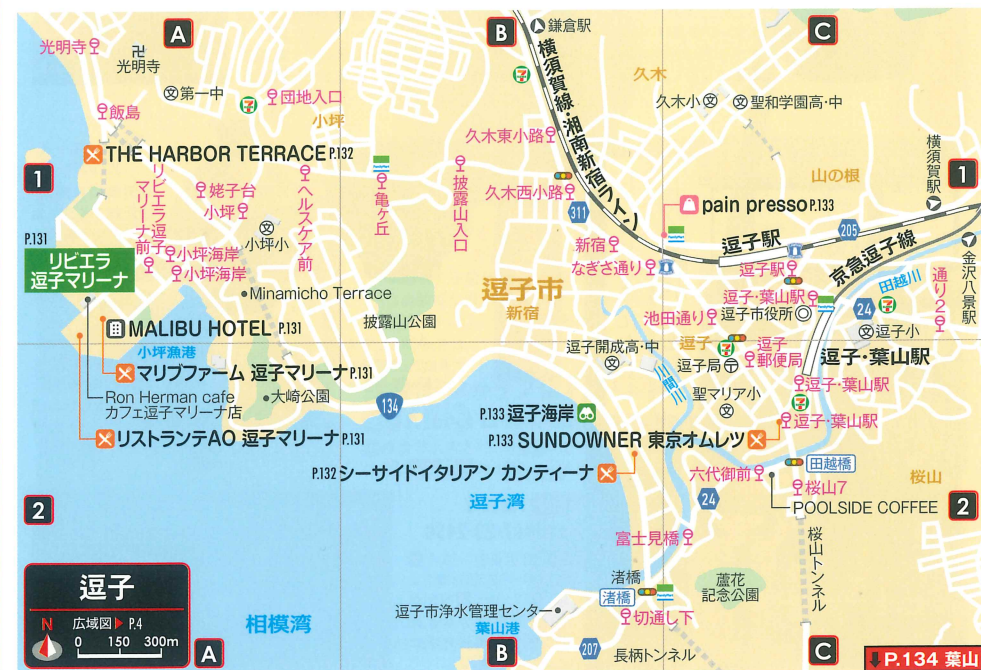 A
B
C
光明寺
卍
光明寺
鎌倉駅
横須賀線・湘南新宿ライン
久木
文第一中
団地入口
小坪
久木小文
文聖和学園高・中
飯島
久木東小路
横須賀駅
THE HARBOR TERRACE P.132
1
1
リビエラ逗子マリーナ前
姥子台
小坪
ヘルスケア前
亀ヶ丘
披露山入口
久木西小路
山の根
311
pain presso P.133
文
小坪小
P.131
リビエラ
逗子マリーナ
小坪海岸
小坪海岸
新宿
なぎさ通り
逗子駅
205
逗子駅
京急逗子線
金沢八景駅
田越川
通り2
Minamicho Terrace
逗子市
新宿
逗子・葉山駅
逗子市役所
24
池田通り
披露山公園
MALIBU HOTEL P.131
文逗子小
小坪漁港
逗子開成高・中
文
逗子
逗子局
逗子郵便局
逗子・葉山駅
マリブファーム 逗子マリーナ P.131
逗子・葉山駅
Ron Herman cafe
カフェ逗子マリーナ店
大崎公園
134
聖マリア小
文
P.133 逗子海岸
逗子・葉山駅
リストランテAO 逗子マリーナ P.131
P.133 SUNDOWNER 東京オムレツ
P.132 シーサイドイタリアン カンティーナ
六代御前
田越橋
桜山
逗子湾
24
桜山7
2
2
POOLSIDE COFFEE
富士見橋
桜山トンネル
逗子
渚橋
渚橋
蘆花
記念公園
N
広域図▶P.4
0 150 300m
相模湾
逗子市浄水管理センター
葉山港
切通し下
207
長柄トンネル
A
B
C
⬇P.134 葉山